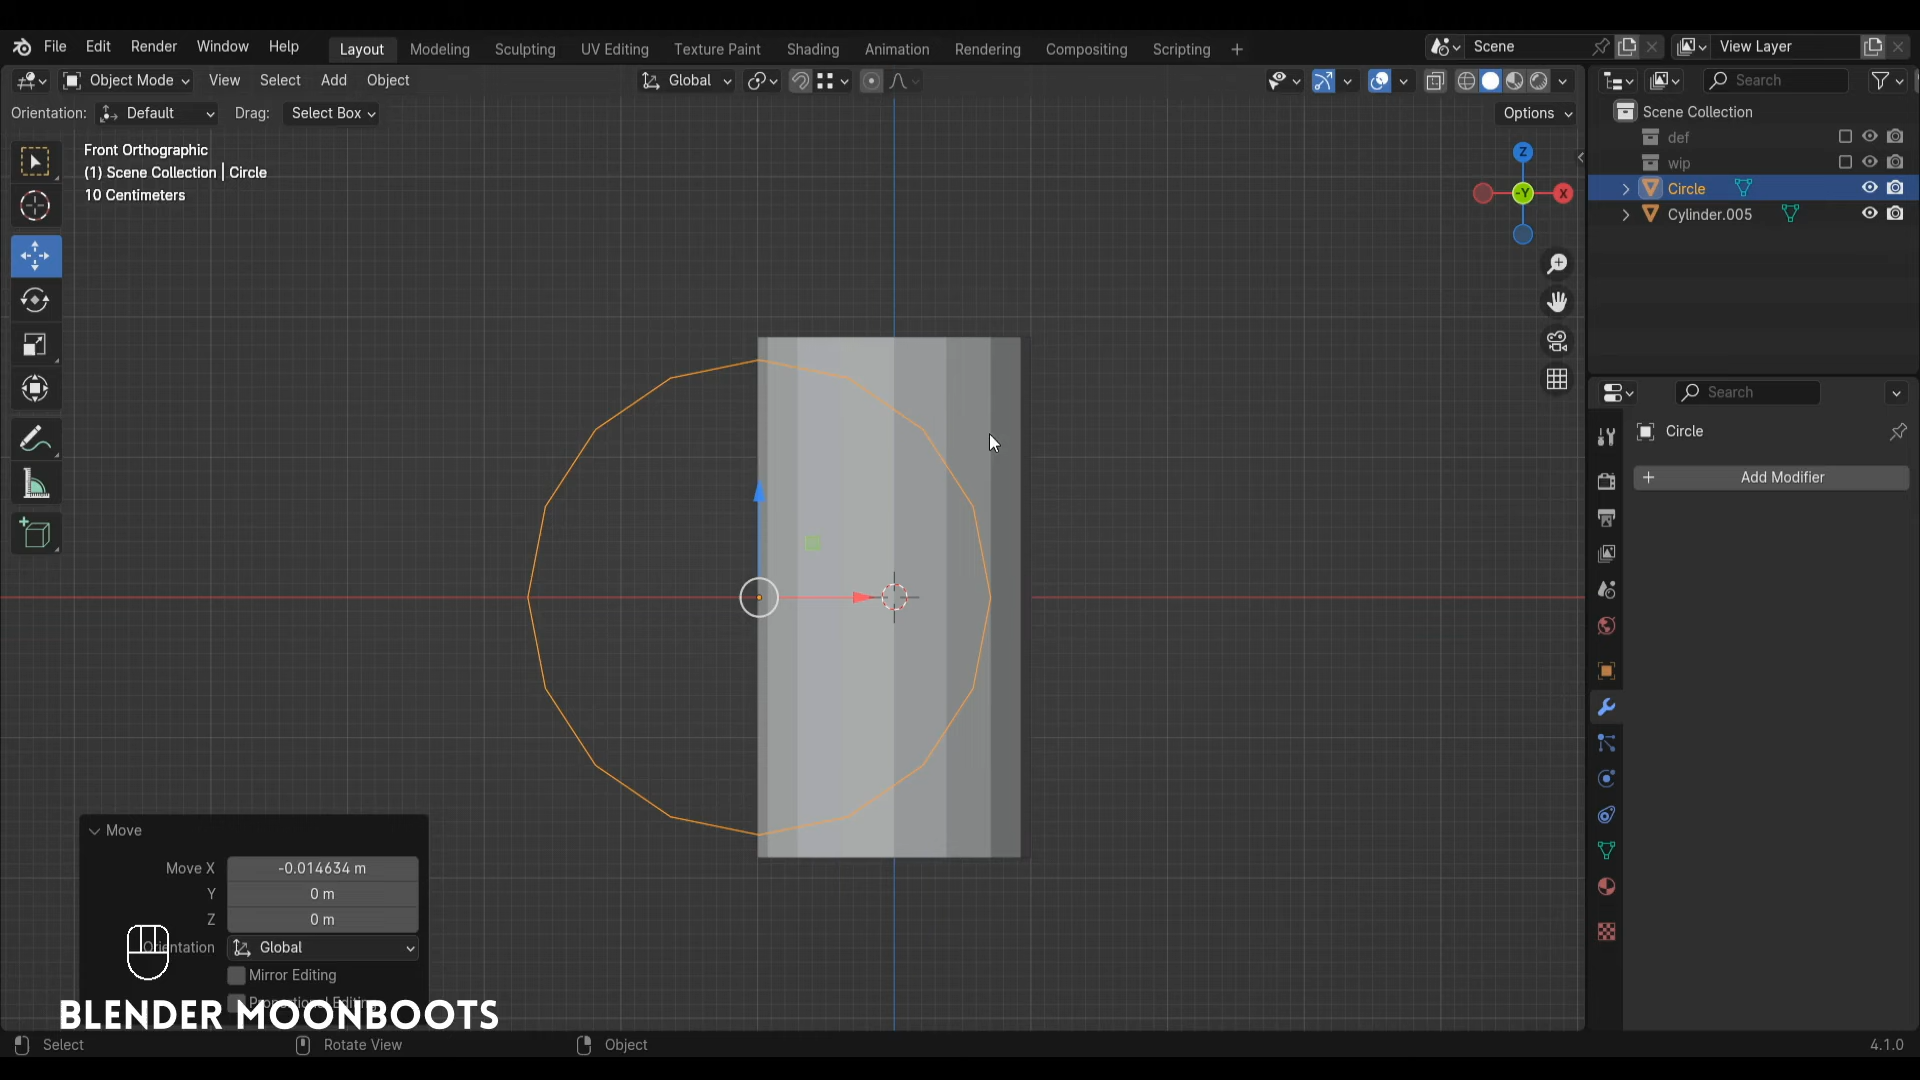 File Edit Render Window Help Layout Modeling Sculpting UV Editing Texture Paint Shading Animation Rendering Compositing Scripting + Scene View Layer
Object Mode View Select Add Object Global Search
Orientation: Default Drag: Select Box Options
Front Orthographic
(1) Scene Collection | Circle
10 Centimeters
Z
-Y
X
Scene Collection
def
wip
Circle
Cylinder.005
Search
Circle
+ Add Modifier
Move
Move X -0.014634 m
Y 0 m
Z 0 m
Orientation Global
Mirror Editing
Proportional Editing
BLENDER MOONBOOTS
Select Rotate View Object 4.1.0